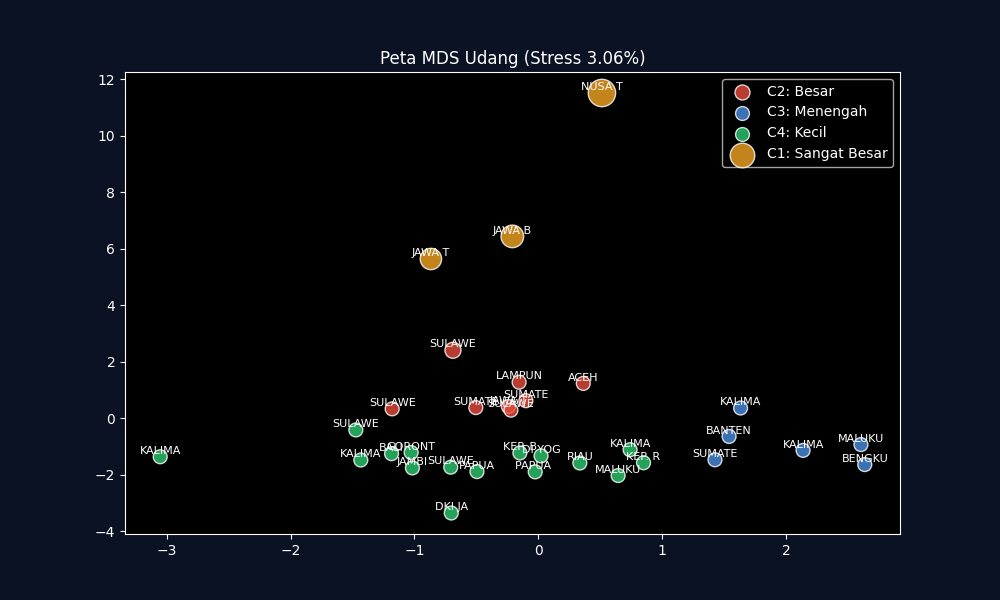 Peta MDS Udang (Stress 3.06%)
12
10
8
6
4
2
0
−2
−4
−3
−2
−1
0
1
2
C2: Besar
C3: Menengah
C4: Kecil
C1: Sangat Besar
NUSA T
JAWA B
JAWA T
SULAWE
LAMPUN
ACEH
SUMATE
SULAWE
SUMATE
SULAWE
KALIMA
SULAWE
BANTEN
MALUKU
KALIMA
SUMATE
BENGKU
KALIMA
KALIMA
BALI
GORONT
JAMBI
SULAWE
PAPUA
KEP. B
DI YOG
PAPUA
RIAU
KALIMA
KEP. R
MALUKU
DKI JA